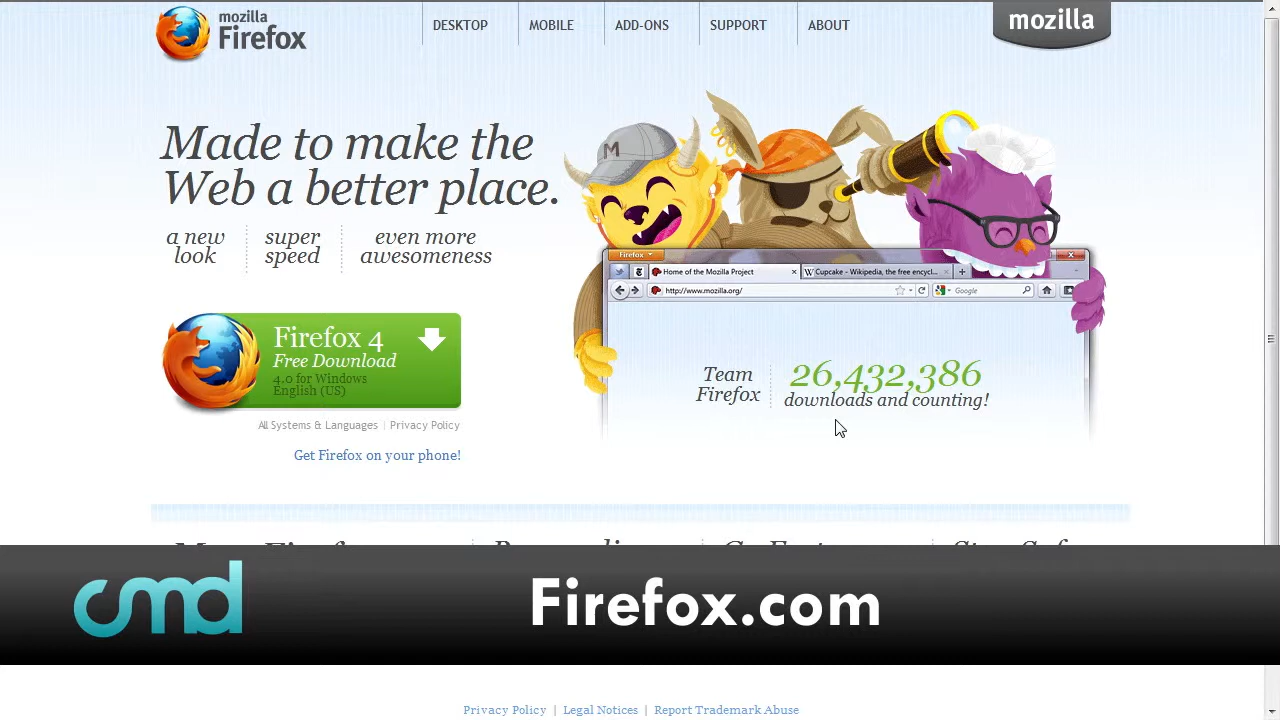 mozilla
Firefox
DESKTOP
MOBILE
ADD-ONS
SUPPORT
ABOUT
mozilla
Made to make the
Web a better place.
a new
look
super
speed
even more
awesomeness
M
Firefox
Home of the Mozilla Project
Cupcake - Wikipedia, the free encycl...
http://www.mozilla.org/
Google
Firefox 4
Free Download
4.0 for Windows
English (US)
Team
Firefox
26,432,386
downloads and counting!
All Systems & Languages | Privacy Policy
Get Firefox on your phone!
cmd
Firefox.com
Privacy Policy | Legal Notices | Report Trademark Abuse